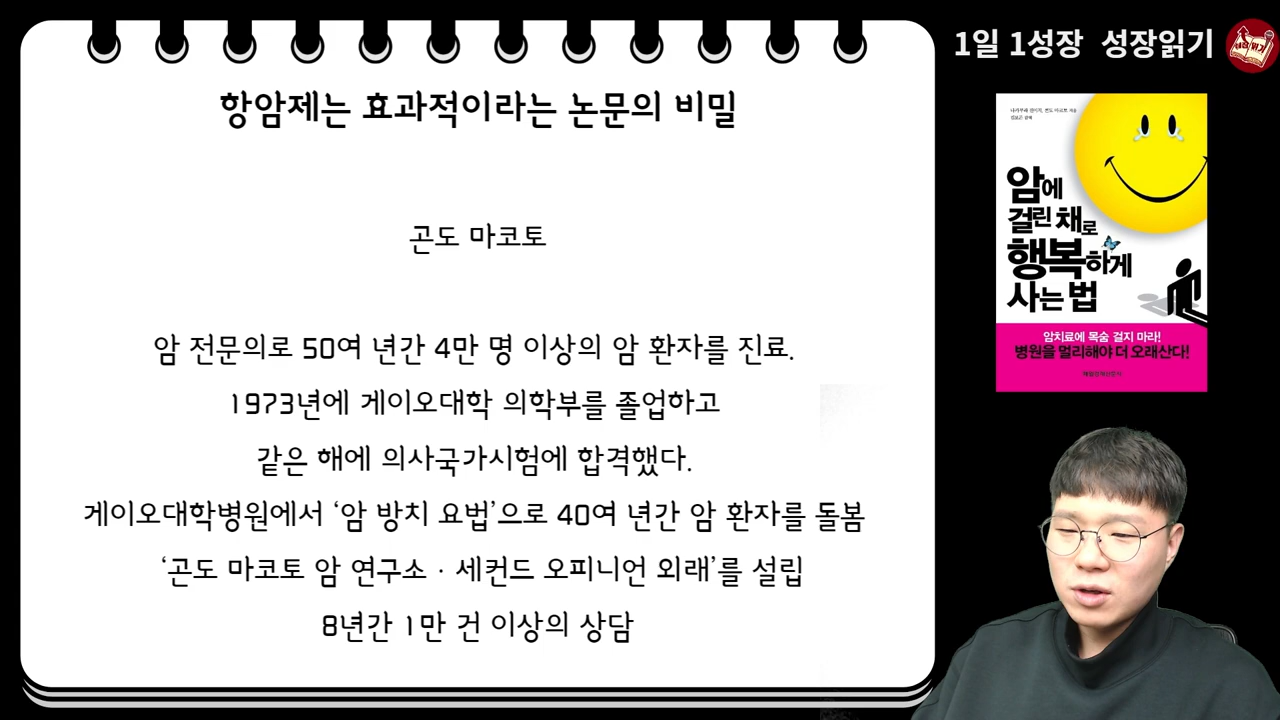 항암제는 효과적이라는 논문의 비밀
곤도 마코토
암 전문의로 50여 년간 4만 명 이상의 암 환자를 진료.
1973년에 게이오대학 의학부를 졸업하고
같은 해에 의사국가시험에 합격했다.
게이오대학병원에서 ‘암 방치 요법’으로 40여 년간 암 환자를 돌봄
‘곤도 마코토 암 연구소 · 세컨드 오피니언 외래’를 설립
8년간 1만 건 이상의 상담
1일 1성장 성장읽기
암에
걸린 채로
행복하게
사는 법
암치료에 목숨 걸지 마라!
병원을 멀리해야 더 오래산다!